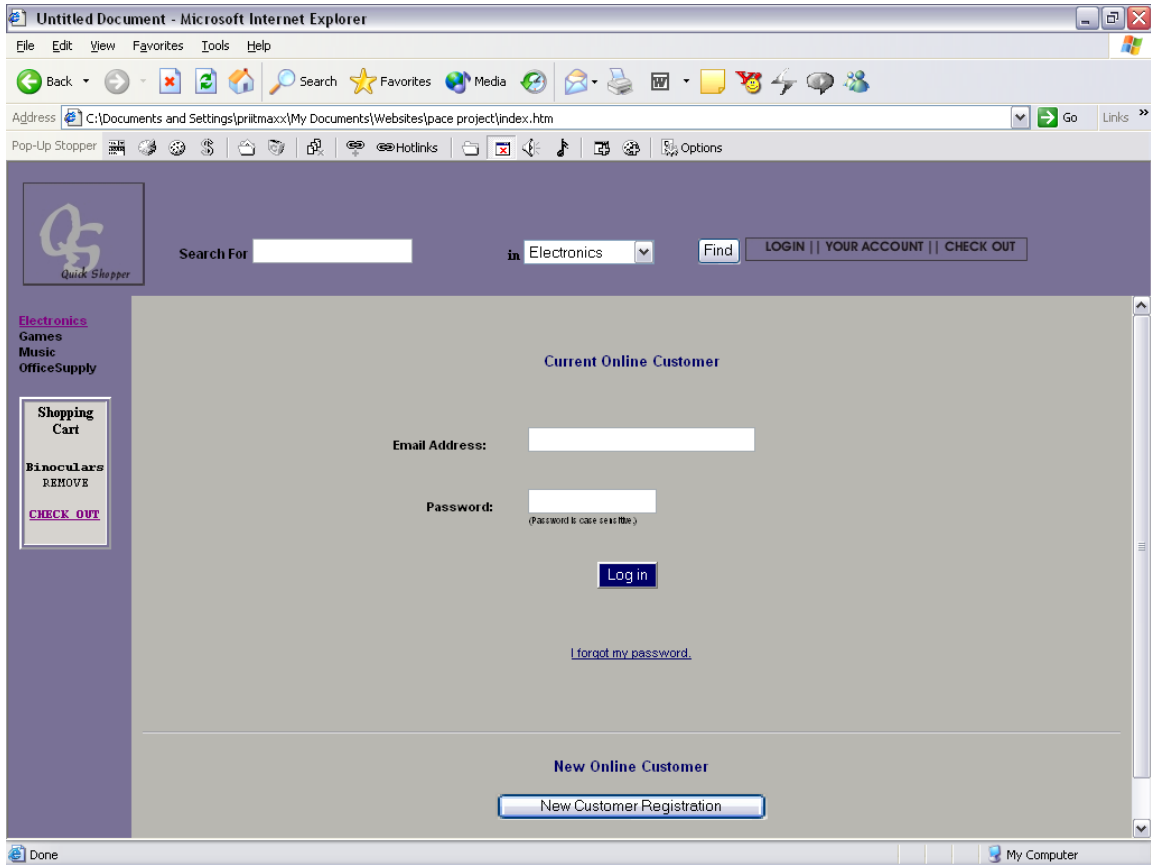 Untitled Document - Microsoft Internet Explorer
File Edit View Favorites Tools Help
Back Search Favorites Media
Address C:\Documents and Settings\priitmaxx\My Documents\Websites\pace project\index.htm Go Links »
Pop-Up Stopper Hotlinks Options
QS
Quick Shopper
Search For in Electronics Find LOGIN || YOUR ACCOUNT || CHECK OUT
Electronics
Games
Music
OfficeSupply
Shopping
Cart
Binoculars
REMOVE
CHECK OUT
Current Online Customer
Email Address:
Password:
(Password is case sensitive.)
Log in
I forgot my password.
New Online Customer
New Customer Registration
Done My Computer